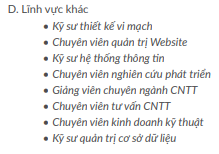 D. Lĩnh vực khác
• Kỹ sư thiết kế vi mạch
• Chuyên viên quản trị Website
• Kỹ sư hệ thống thông tin
• Chuyên viên nghiên cứu phát triển
• Giảng viên chuyên ngành CNTT
• Chuyên viên tư vấn CNTT
• Chuyên viên kinh doanh kỹ thuật
• Kỹ sư quản trị cơ sở dữ liệu